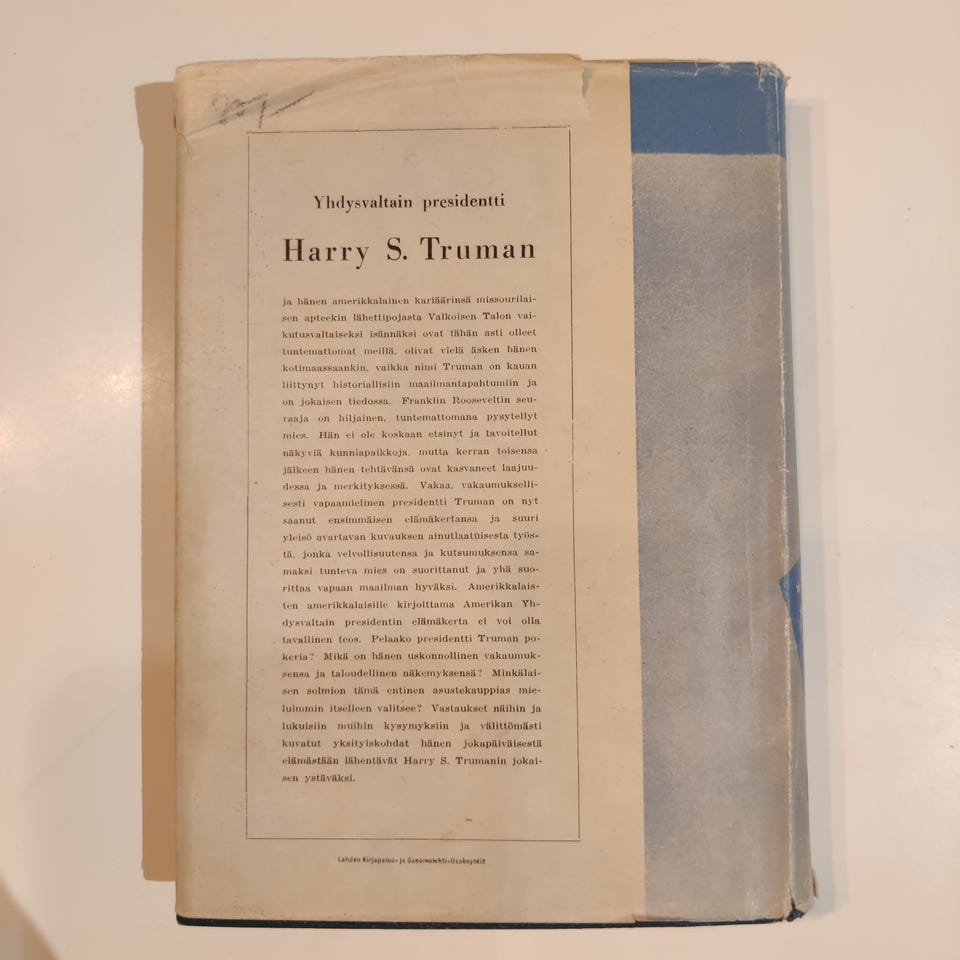 Yhdysvaltain presidentti
Harry S. Truman
ja hänen amerikkalainen kariäärinsä missourilai-
sen apteekin lähettipojasta Valkoisen Talon vai-
kutusvaltaiseksi isännäksi ovat tähän asti olleet
tuntemattomat meillä, olivat vielä äsken hänen
kotimaassaankin, vaikka nimi Truman on kauan
liittynyt historiallisiin maailmantapahtumiin ja
on jokaisen tiedossa. Franklin Rooseveltin seu-
raaja on hiljainen, tuntemattomana pysytellyt
mies. Hän ei ole koskaan etsinyt ja tavoitellut
näkyviä kunniapaikkoja, mutta kerran toisensa
jälkeen hänen tehtävänsä ovat kasvaneet laajuu-
dessa ja merkityksessä. Vakaa, vakaumukselli-
sesti vapaamielinen presidentti Truman on nyt
saanut ensimmäisen elämäkertansa ja suuri
yleisö avartavan kuvauksen ainutlaatuisesta työs-
tä, jonka velvollisuutensa ja kutsumuksensa sa-
maksi tunteva mies on suorittanut ja yhä suo-
rittaa vapaan maailman hyväksi. Amerikkalais-
ten amerikkalaisille kirjoittama Amerikan Yh-
dysvaltain presidentin elämäkerta ei voi olla
tavallinen teos. Pelaako presidentti Truman po-
keria? Mikä on hänen uskonnollinen vakaumuk-
sensa ja taloudellinen näkemyksensä? Minkälai-
sen solmion tämä entinen asustekauppias mie-
luimmin itselleen valitsee? Vastaukset näihin ja
lukuisiin muihin kysymyksiin ja välittömästi
kuvatut yksityiskohdat hänen jokapäiväisestä
elämästään lähentävät Harry S. Trumanin jokai-
sen ystäväksi.
Lahden Kirjapaino- ja Sanomalehti-Osakeyhtiö